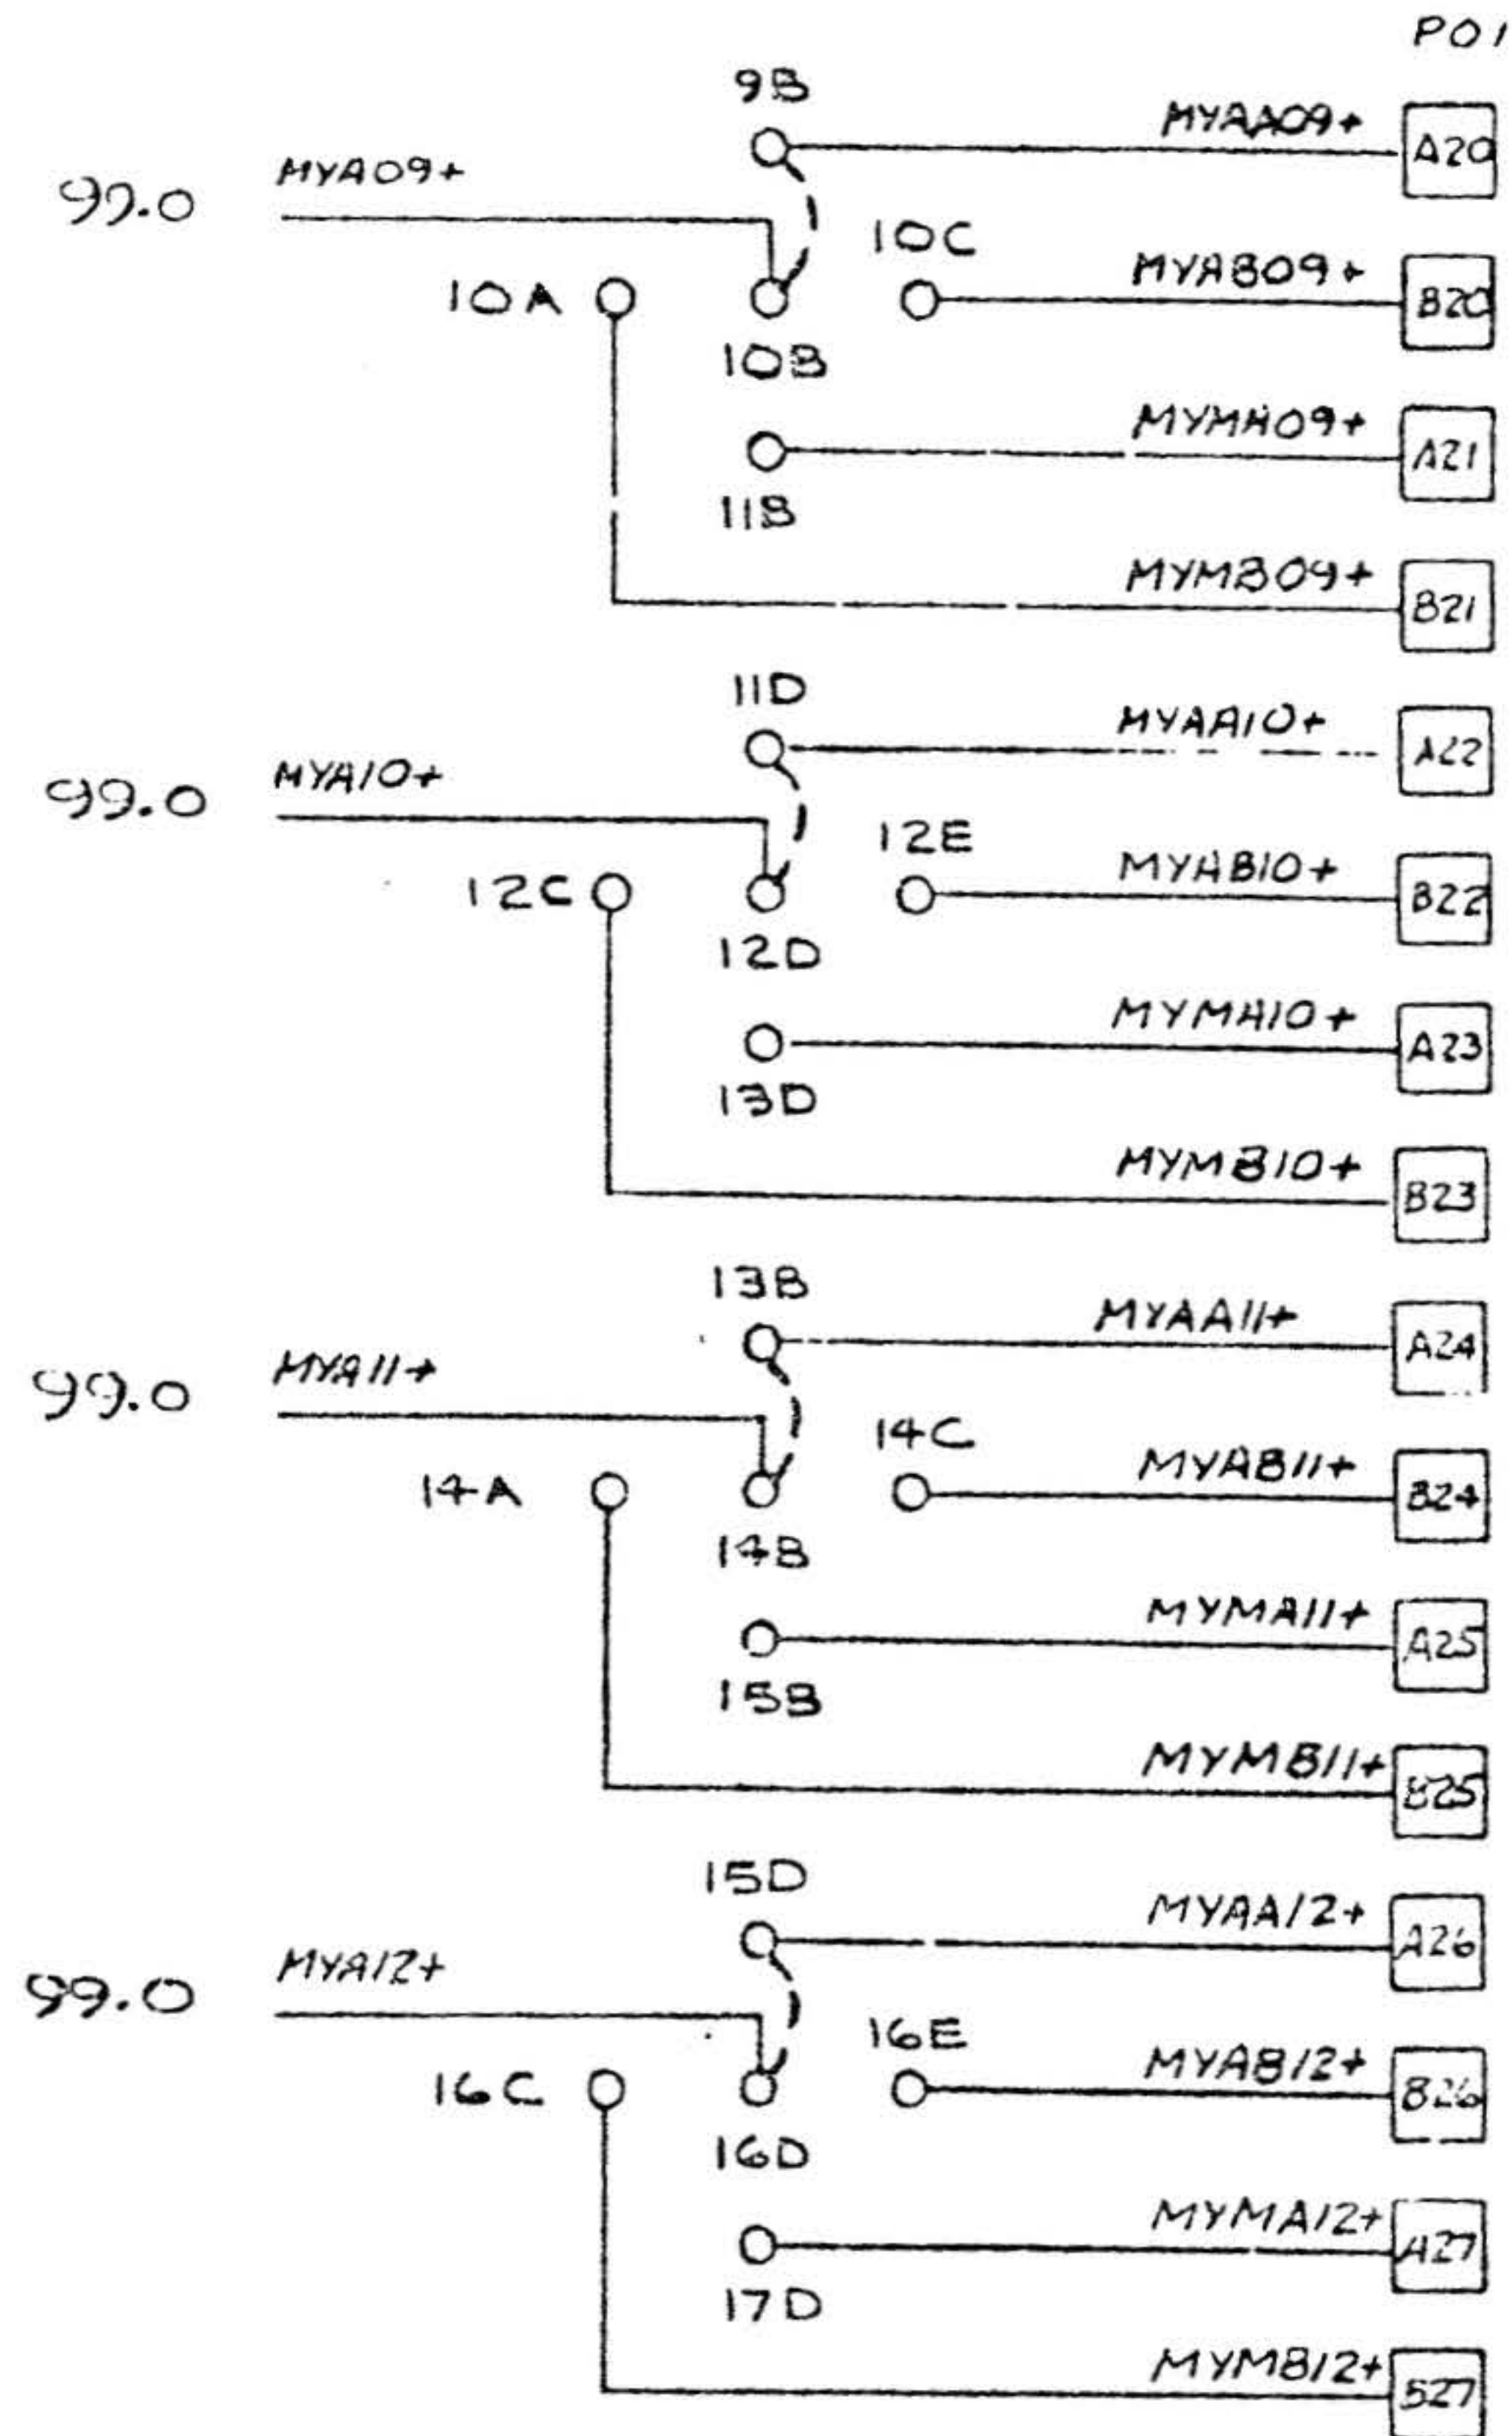 P01
9B
MYAA09+ A20
99.0 MYA09+
10C
MYAB09+ B20
10A
10B
MYMA09+ A21
11B
MYMB09+ B21
11D
MYAA10+ A22
99.0 MYA10+
12E
MYAB10+ B22
12C
12D
MYMA10+ A23
13D
MYMB10+ B23
13B
MYAA11+ A24
99.0 MYA11+
14C
MYAB11+ B24
14A
14B
MYMA11+ A25
15B
MYMB11+ B25
15D
MYAA12+ A26
99.0 MYA12+
16E
MYAB12+ B26
16C
16D
MYMA12+ A27
17D
MYMB12+ B27